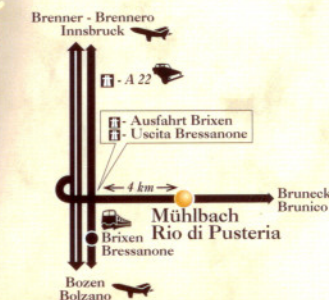 Brenner - Brennero
Innsbruck
- A 22
- Ausfahrt Brixen
- Uscita Bressanone
4 km
Bruneck
Brunico
Mühlbach
Rio di Pusteria
Brixen
Bressanone
Bozen
Bolzano